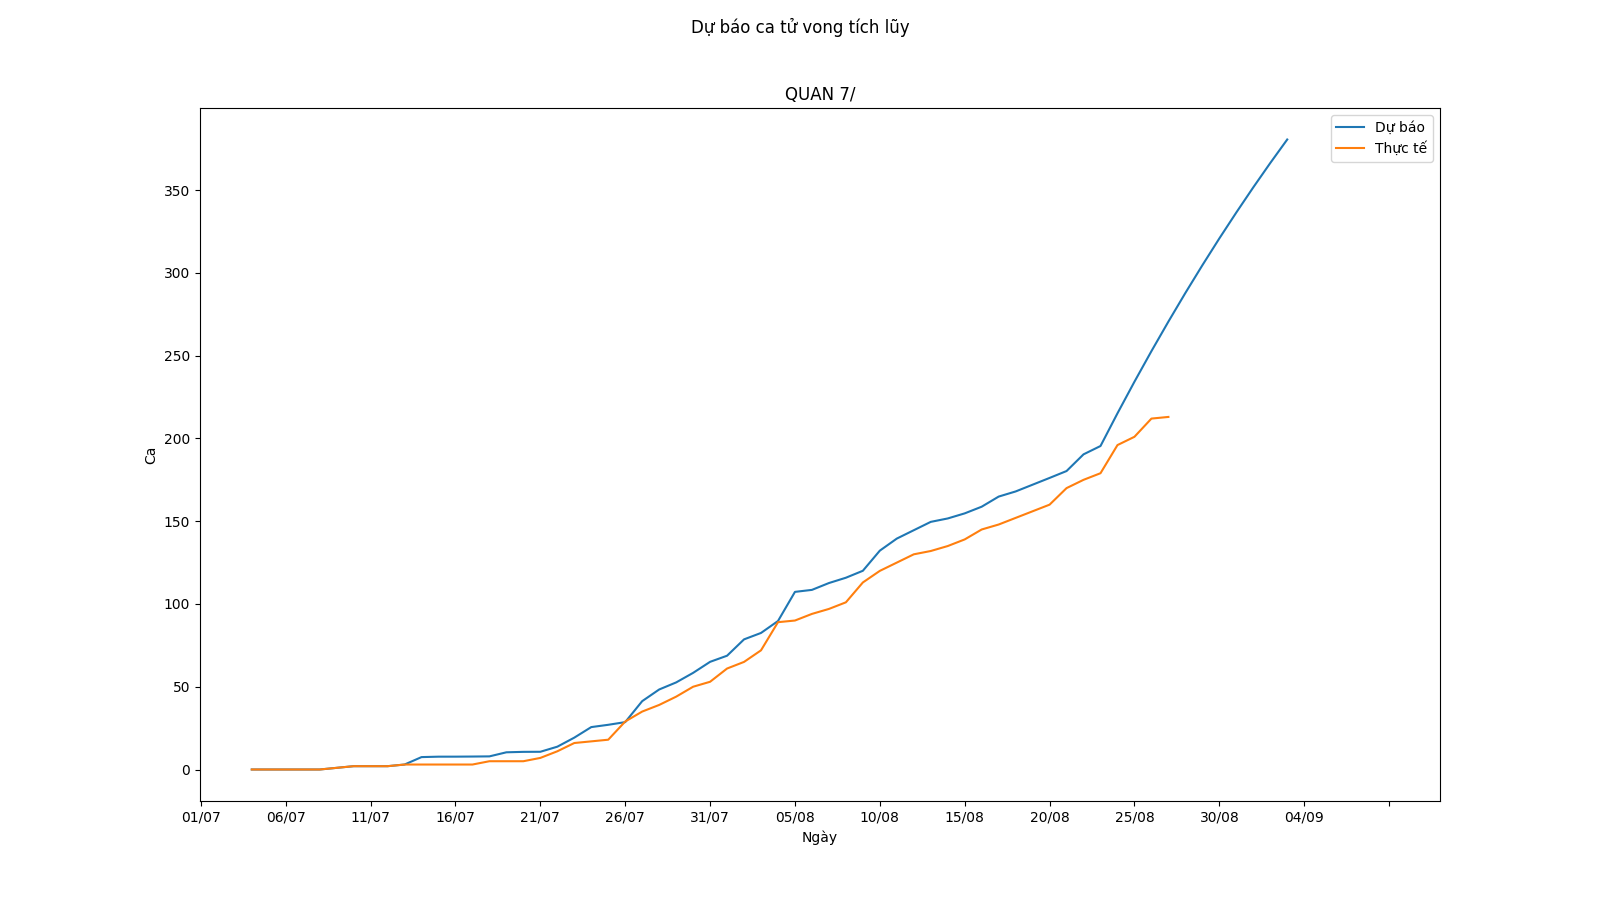 Dự báo ca tử vong tích lũy
QUAN 7/
Dự báo
Thực tế
350
300
250
200
150
100
50
0
Ca
01/07 06/07 11/07 16/07 21/07 26/07 31/07 05/08 10/08 15/08 20/08 25/08 30/08 04/09
Ngày